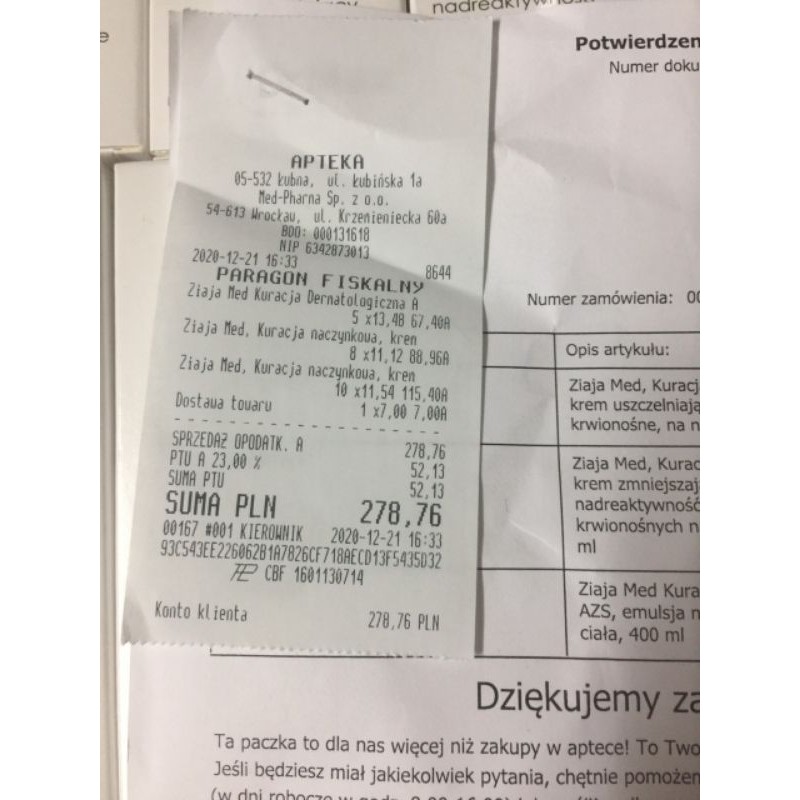 nadreaktywnoś
e
APTEKA
05-532 Łubna, ul. Łubińska 1a
Med-Pharma Sp. z o.o.
54-613 Wrocław, ul. Krzemieniecka 60a
BDO: 000131618
NIP 6342873013
2020-12-21 16:33 8644
PARAGON FISKALNY
Ziaja Med Kuracja Dermatologiczna A
5 x13,48 67,40A
Ziaja Med, Kuracja naczynkowa, krem
8 x11,12 88,96A
Ziaja Med, Kuracja naczynkowa, krem
10 x11,54 115,40A
Dostawa towaru 1 x7,00 7,00A
SPRZEDAŻ OPODATK. A 278,76
PTU A 23,00 % 52,13
SUMA PTU 52,13
SUMA PLN 278,76
00167 #001 KIEROWNIK 2020-12-21 16:33
93C543EE226062B1A7826CF718AECD13F5435D32
CBF 1601130714
Konto klienta 278,76 PLN
Potwierdzen
Numer doku
Numer zamówienia: 00
Opis artykułu:
Ziaja Med, Kuracj
krem uszczelniają
krwionośne, na n
Ziaja Med, Kurac
krem zmniejszaj
nadreaktywność
krwionośnych n
ml
Ziaja Med Kura
AZS, emulsja n
ciała, 400 ml
Dziękujemy za
Ta paczka to dla nas więcej niż zakupy w aptece! To Two
Jeśli będziesz miał jakiekolwiek pytania, chętnie pomożem